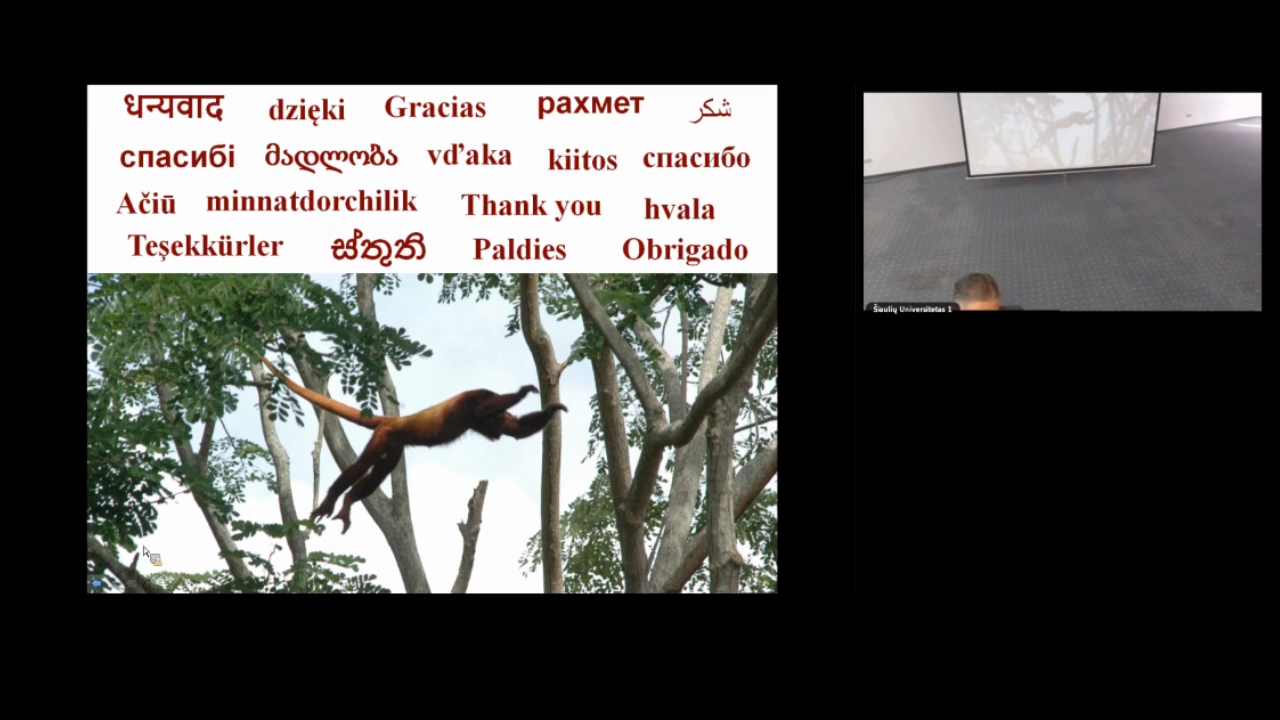 धन्यवाद dzięki Gracias рахмет شكر
спасибі მადლობა vďaka kiitos спасибо
Ačiū minnatdorchilik Thank you hvala
Teşekkürler ස්තුති Paldies Obrigado
Šiaulių Universitetas 1